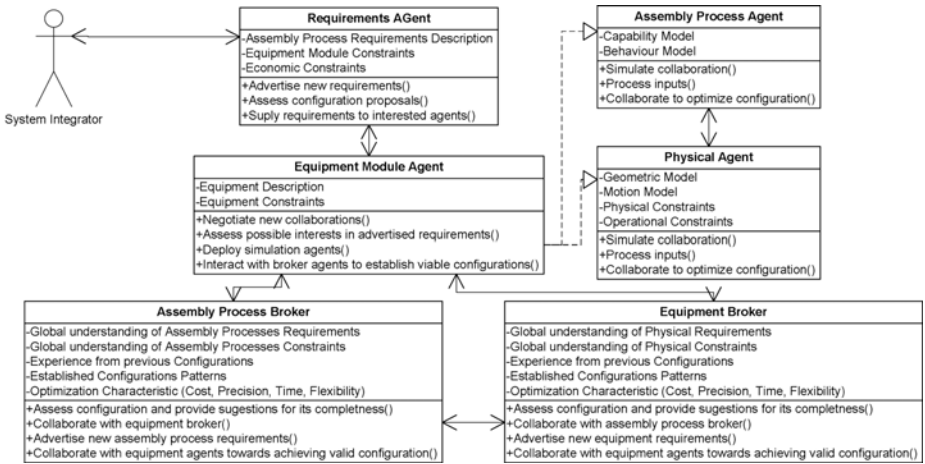 Requirements AGent
-Assembly Process Requirements Description
-Equipment Module Constraints
-Economic Constraints
+Advertise new requirements()
+Assess configuration proposals()
+Suply requirements to interested agents()
System Integrator
Assembly Process Agent
-Capability Model
-Behaviour Model
+Simulate collaboration()
+Process inputs()
+Collaborate to optimize configuration()
Equipment Module Agent
-Equipment Description
-Equipment Constraints
+Negotiate new collaborations()
+Assess possible interests in advertised requirements()
+Deploy simulation agents()
+Interact with broker agents to establish viable configurations()
Physical Agent
-Geometric Model
-Motion Model
-Physical Constraints
-Operational Constraints
+Simulate collaboration()
+Process inputs()
+Collaborate to optimize configuration()
Assembly Process Broker
-Global understanding of Assembly Processes Requirements
-Global understanding of Assembly Processes Constraints
-Experience from previous Configurations
-Established Configurations Patterns
-Optimization Characteristic (Cost, Precision, Time, Flexibility)
+Assess configuration and provide sugestions for its completness()
+Collaborate with equipment broker()
+Advertise new assembly process requirements()
+Collaborate with equipment agents towards achieving valid configuration()
Equipment Broker
-Global understanding of Physical Requirements
-Global understanding of Physical Constraints
-Experience from previous Configurations
-Established Configurations Patterns
-Optimization Characteristic (Cost, Precision, Time, Flexibility)
+Assess configuration and provide sugestions for its completness()
+Collaborate with assembly process broker()
+Advertise new equipment requirements()
+Collaborate with equipment agents towards achieving valid configuration()